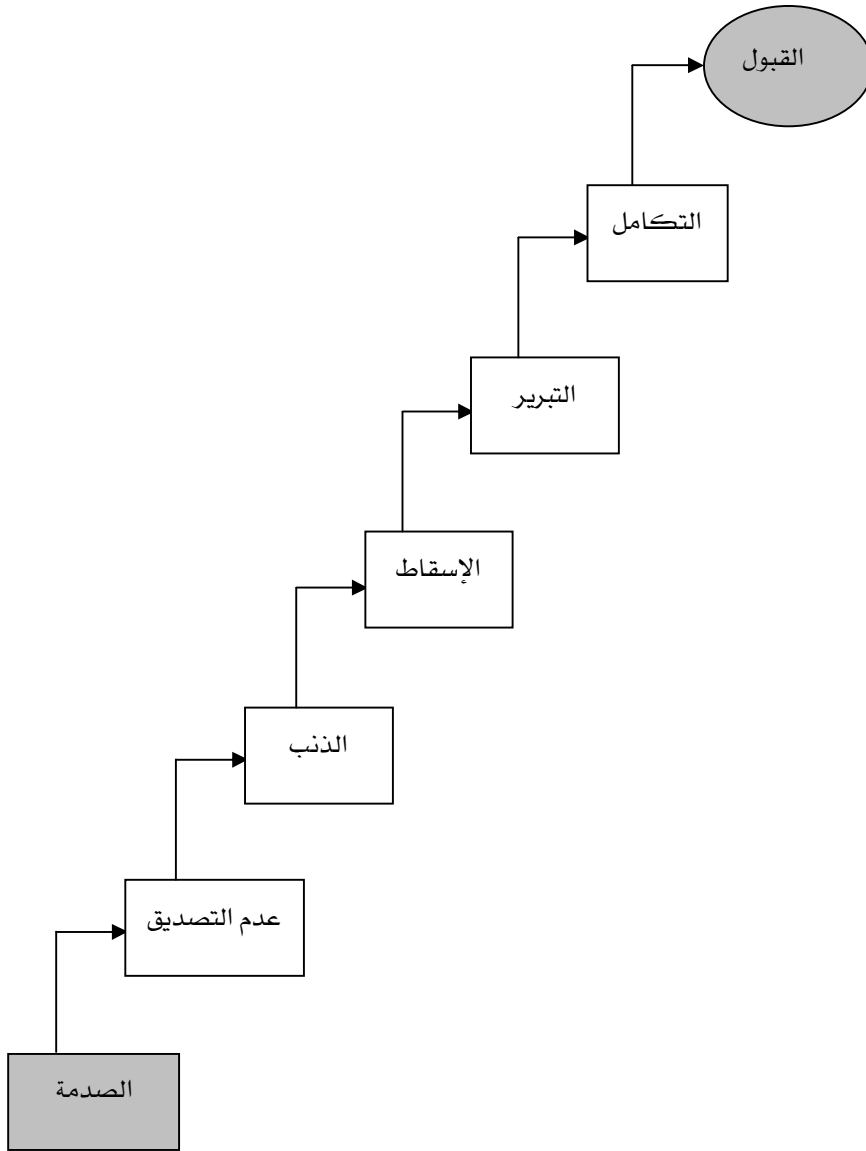 القبول
التكامل
التبرير
الإسقاط
الذنب
عدم التصديق
الصدمة